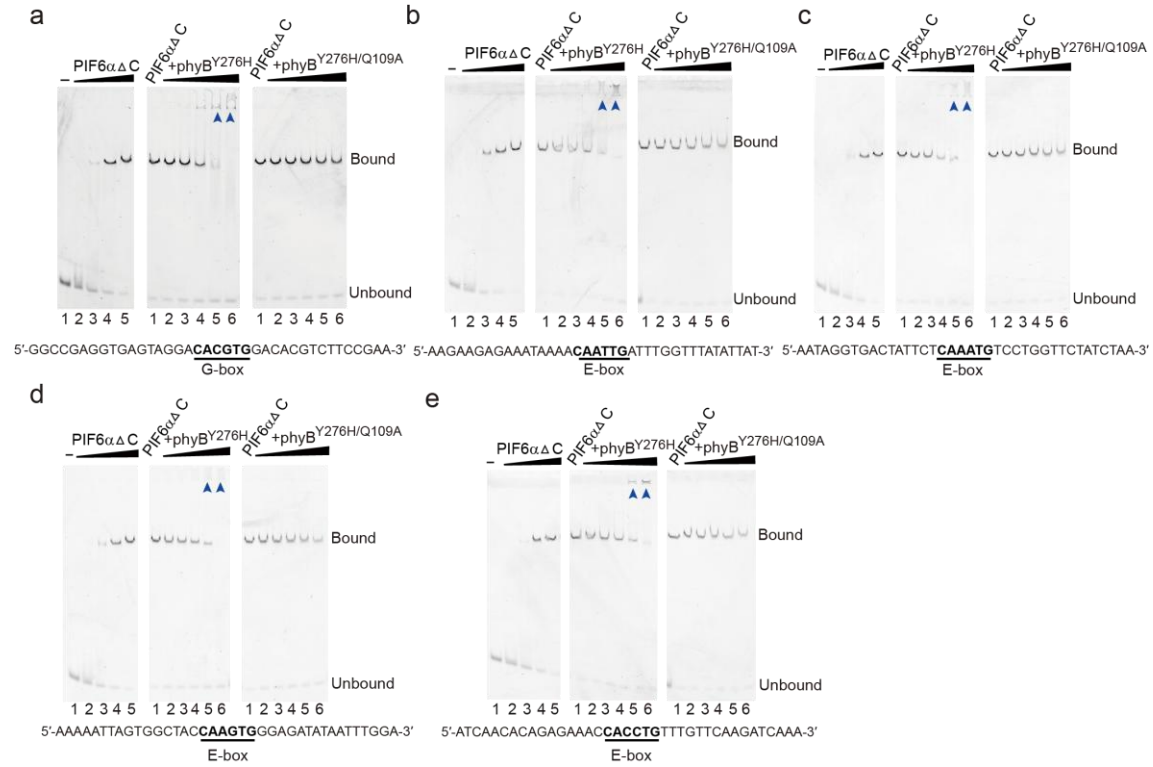 a
PIF6αΔC
PIF6αΔC
+phyBY276H
PIF6αΔC
+phyBY276H/Q109A
–
Bound
Unbound
1 2 3 4 5
1 2 3 4 5 6
1 2 3 4 5 6
5′-GGCCGAGGTGAGTAGGACACGTGGACACGTCTTCCGAA-3′
G-box
b
PIF6αΔC
PIF6αΔC
+phyBY276H
PIF6αΔC
+phyBY276H/Q109A
–
Bound
Unbound
1 2 3 4 5
1 2 3 4 5 6
1 2 3 4 5 6
5′-AAGAAGAGAAATAAAACAATTGATTTGGTTTATATTAT-3′
E-box
c
PIF6αΔC
PIF6αΔC
+phyBY276H
PIF6αΔC
+phyBY276H/Q109A
–
Bound
Unbound
1 2 3 4 5
1 2 3 4 5 6
1 2 3 4 5 6
5′-AATAGGTGACTATTCTCAAATGTCCTGGTTCTATCTAA-3′
E-box
d
PIF6αΔC
PIF6αΔC
+phyBY276H
PIF6αΔC
+phyBY276H/Q109A
–
Bound
Unbound
1 2 3 4 5
1 2 3 4 5 6
1 2 3 4 5 6
5′-AAAAATTAGTGGCTACCAAGTGGGAGATATAATTTGGA-3′
E-box
e
PIF6αΔC
PIF6αΔC
+phyBY276H
PIF6αΔC
+phyBY276H/Q109A
–
Bound
Unbound
1 2 3 4 5
1 2 3 4 5 6
1 2 3 4 5 6
5′-ATCAACACAGAGAAACCACCTGTTTGTTCAAGATCAAA-3′
E-box